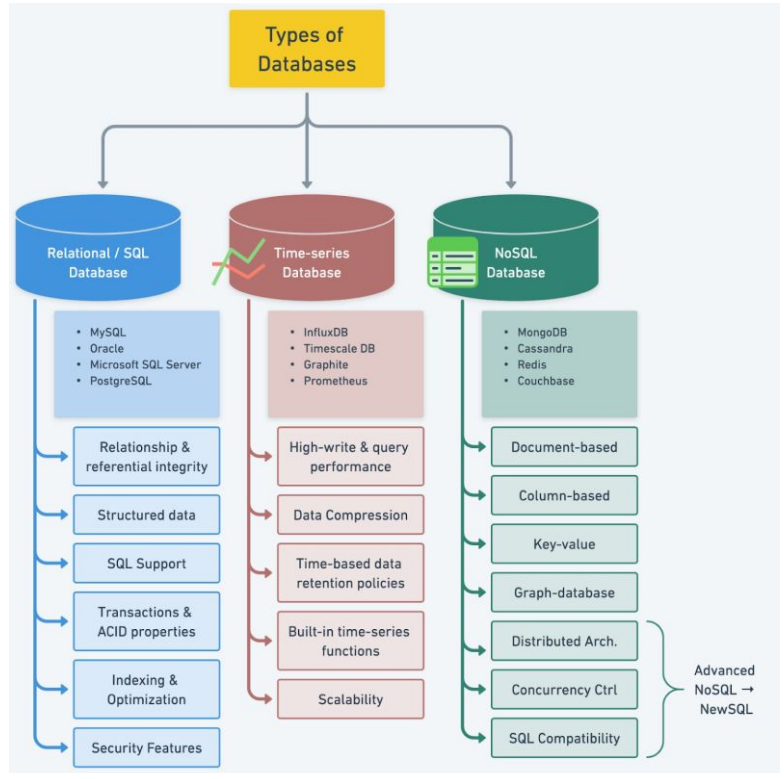 Types of
Databases
Relational / SQL
Database
• MySQL
• Oracle
• Microsoft SQL Server
• PostgreSQL
Relationship &
referential integrity
Structured data
SQL Support
Transactions &
ACID properties
Indexing &
Optimization
Security Features
Time-series
Database
• InfluxDB
• Timescale DB
• Graphite
• Prometheus
High-write & query
performance
Data Compression
Time-based data
retention policies
Built-in time-series
functions
Scalability
NoSQL
Database
• MongoDB
• Cassandra
• Redis
• Couchbase
Document-based
Column-based
Key-value
Graph-database
Distributed Arch.
Concurrency Ctrl
SQL Compatibility
Advanced
NoSQL →
NewSQL